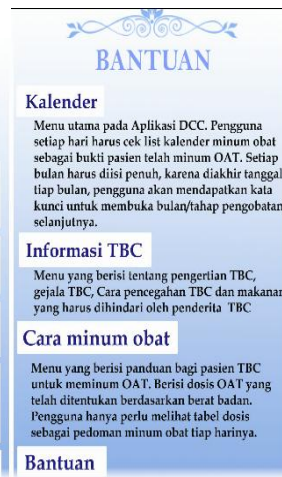 BANTUAN
Kalender
Menu utama pada Aplikasi DCC. Pengguna
setiap hari harus cek list kalender minum obat
sebagai bukti pasien telah minum OAT. Setiap
bulan harus diisi penuh, karena diakhir tanggal
tiap bulan, pengguna akan mendapatkan kata
kunci untuk membuka bulan/tahap pengobatan
selanjutnya.
Informasi TBC
Menu yang berisi tentang pengertian TBC,
gejala TBC, Cara pencegahan TBC dan makanan
yang harus dihindari oleh penderita TBC
Cara minum obat
Menu yang berisi panduan bagi pasien TBC
untuk meminum OAT. Berisi dosis OAT yang
telah ditentukan berdasarkan berat badan.
Pengguna hanya perlu melihat tabel dosis
sebagai pedoman minum obat tiap harinya.
Bantuan